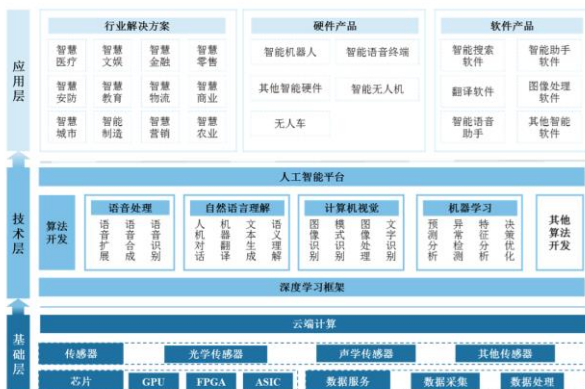 应用层
行业解决方案
智慧医疗
智慧文娱
智慧金融
智慧零售
智慧安防
智慧教育
智慧物流
智慧商业
智慧城市
智能制造
智慧营销
智慧农业
硬件产品
智能机器人
智能语音终端
其他智能硬件
智能无人机
无人车
软件产品
智能搜索软件
智能助手软件
翻译软件
图像处理软件
智能语音助手
其他智能软件
技术层
人工智能平台
算法开发
语音处理
语音扩展
语音合成
语音识别
自然语言理解
人机对话
机器翻译
文本生成
语义理解
计算机视觉
图像识别
模式识别
图像处理
文字识别
机器学习
预测分析
异常检测
特征分析
决策优化
其他算法开发
深度学习框架
基础层
云端计算
传感器
光学传感器
声学传感器
其他传感器
芯片
GPU
FPGA
ASIC
数据服务
数据采集
数据处理